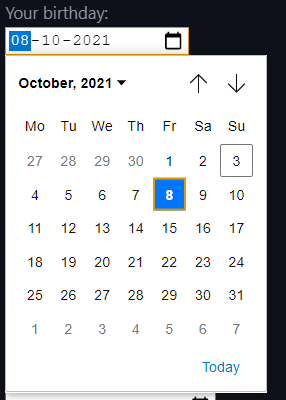 Your birthday:
08-10-2021
October, 2021
Mo Tu We Th Fr Sa Su
27 28 29 30 1 2 3
4 5 6 7 8 9 10
11 12 13 14 15 16 17
18 19 20 21 22 23 24
25 26 27 28 29 30 31
1 2 3 4 5 6 7
Today